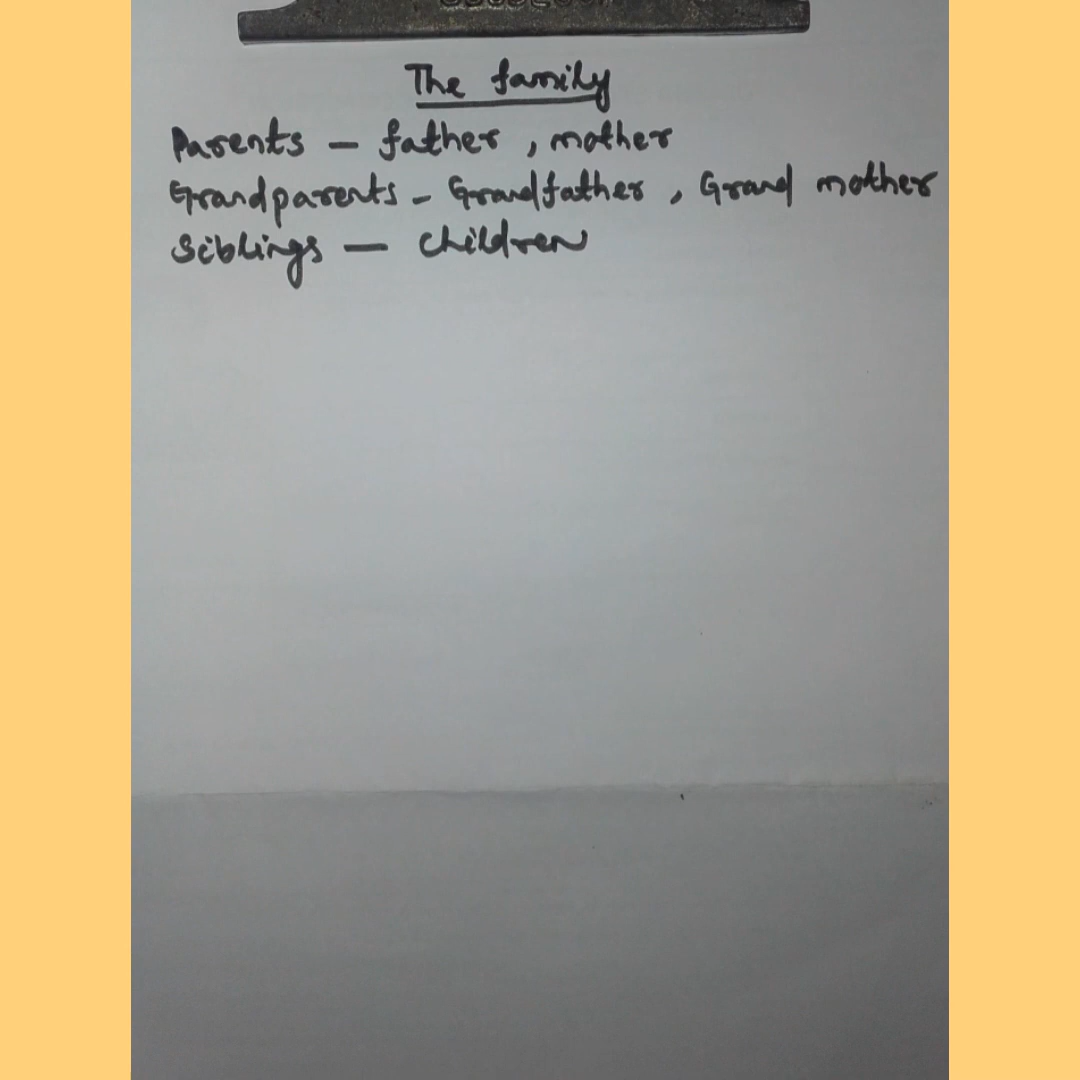 The family
Parents – father, mother
Grandparents – Grandfather, Grand mother
Siblings – children